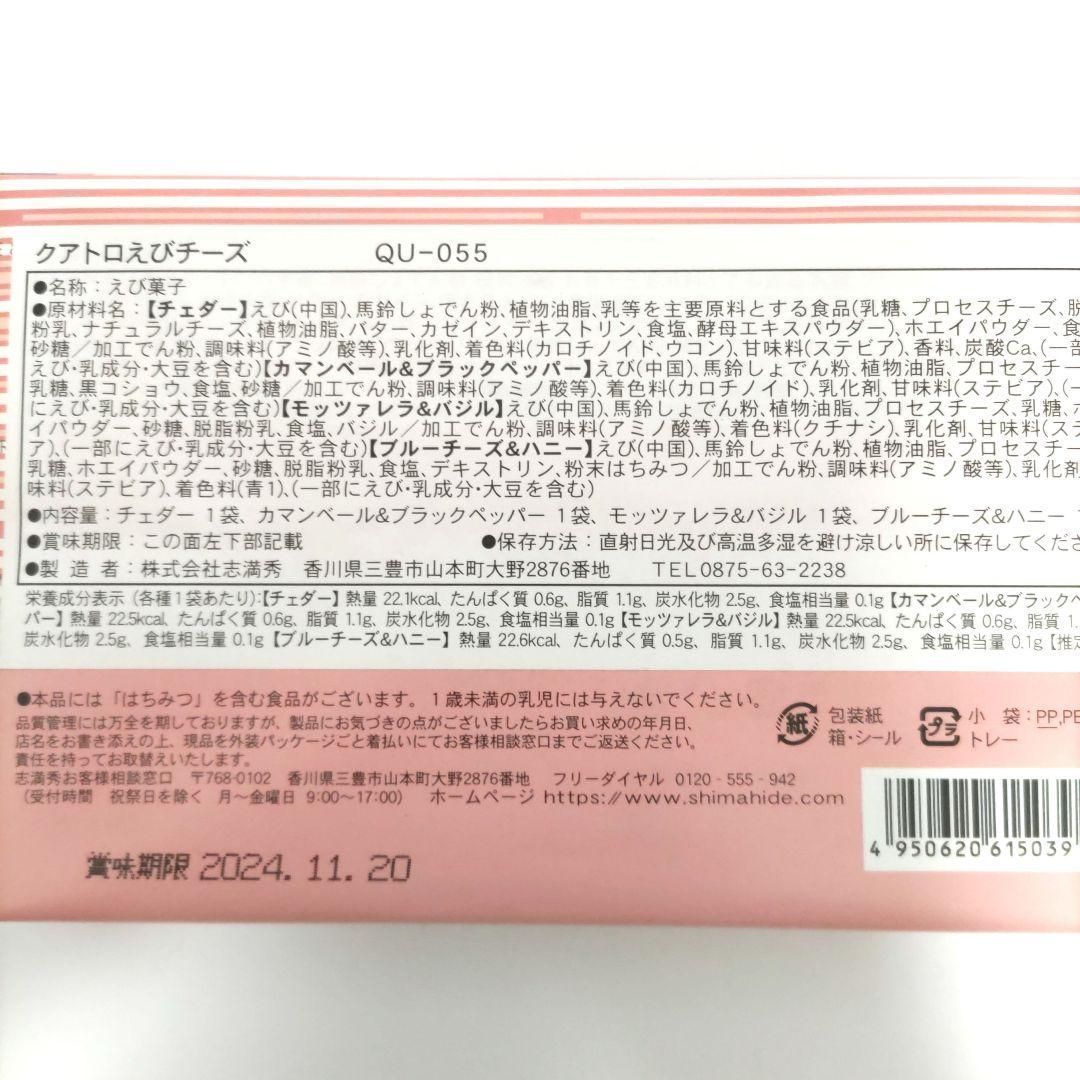 クアトロえびチーズ QU-055
●名称：えび菓子
●原材料名：【チェダー】えび(中国)、馬鈴しょでん粉、植物油脂、乳等を主要原料とする食品(乳糖、プロセスチーズ、脱
粉乳、ナチュラルチーズ、植物油脂、バター、カゼイン、デキストリン、食塩、酵母エキスパウダー)、ホエイパウダー、食
砂糖／加工でん粉、調味料(アミノ酸等)、乳化剤、着色料(カロチノイド、ウコン)、甘味料(ステビア)、香料、炭酸Ca、(一部
えび・乳成分・大豆を含む)【カマンベール&ブラックペッパー】えび(中国)、馬鈴しょでん粉、植物油脂、プロセスチー
乳糖、黒コショウ、食塩、砂糖／加工でん粉、調味料(アミノ酸等)、着色料(カロチノイド)、乳化剤、甘味料(ステビア)、(一
にえび・乳成分・大豆を含む)【モッツァレラ&バジル】えび(中国)、馬鈴しょでん粉、植物油脂、プロセスチーズ、乳糖、
イパウダー、砂糖、脱脂粉乳、食塩、バジル／加工でん粉、調味料(アミノ酸等)、着色料(クチナシ)、乳化剤、甘味料(ステ
ア)、(一部にえび・乳成分・大豆を含む)【ブルーチーズ&ハニー】えび(中国)、馬鈴しょでん粉、植物油脂、プロセスチー
乳糖、ホエイパウダー、砂糖、脱脂粉乳、食塩、デキストリン、粉末はちみつ／加工でん粉、調味料(アミノ酸等)、乳化剤
味料(ステビア)、着色料(青1)、(一部にえび・乳成分・大豆を含む)
●内容量：チェダー 1袋、カマンベール&ブラックペッパー 1袋、モッツァレラ&バジル 1袋、ブルーチーズ&ハニー
●賞味期限：この面左下部記載 ●保存方法：直射日光及び高温多湿を避け涼しい所に保存してくださ
●製造者：株式会社志満秀 香川県三豊市山本町大野2876番地 TEL0875-63-2238
栄養成分表示（各種1袋あたり）：【チェダー】熱量 22.1kcal、たんぱく質 0.6g、脂質 1.1g、炭水化物 2.5g、食塩相当量 0.1g【カマンベール&ブラックペ
パー】熱量 22.5kcal、たんぱく質 0.6g、脂質 1.1g、炭水化物 2.5g、食塩相当量 0.1g【モッツァレラ&バジル】熱量 22.5kcal、たんぱく質 0.6g、脂質 1.
炭水化物 2.5g、食塩相当量 0.1g【ブルーチーズ&ハニー】熱量 22.6kcal、たんぱく質 0.5g、脂質 1.1g、炭水化物 2.5g、食塩相当量 0.1g【推定
●本品には「はちみつ」を含む食品がございます。1歳未満の乳児には与えないでください。
品質管理には万全を期しておりますが、製品にお気づきの点がございましたらお買い求めの年月日、
店名をお書き添えの上、現品を外装パッケージごと着払いにてお客様相談窓口までご返送ください。
責任を持ってお取替えいたします。
志満秀お客様相談窓口 〒768-0102 香川県三豊市山本町大野2876番地 フリーダイヤル 0120-555-942
（受付時間 祝祭日を除く 月～金曜日 9:00～17:00） ホームページ https://www.shimahide.com
紙 包装紙
箱・シール
プラ 小袋：PP,PE
トレー
4 950620 615039
賞味期限 2024.11.20